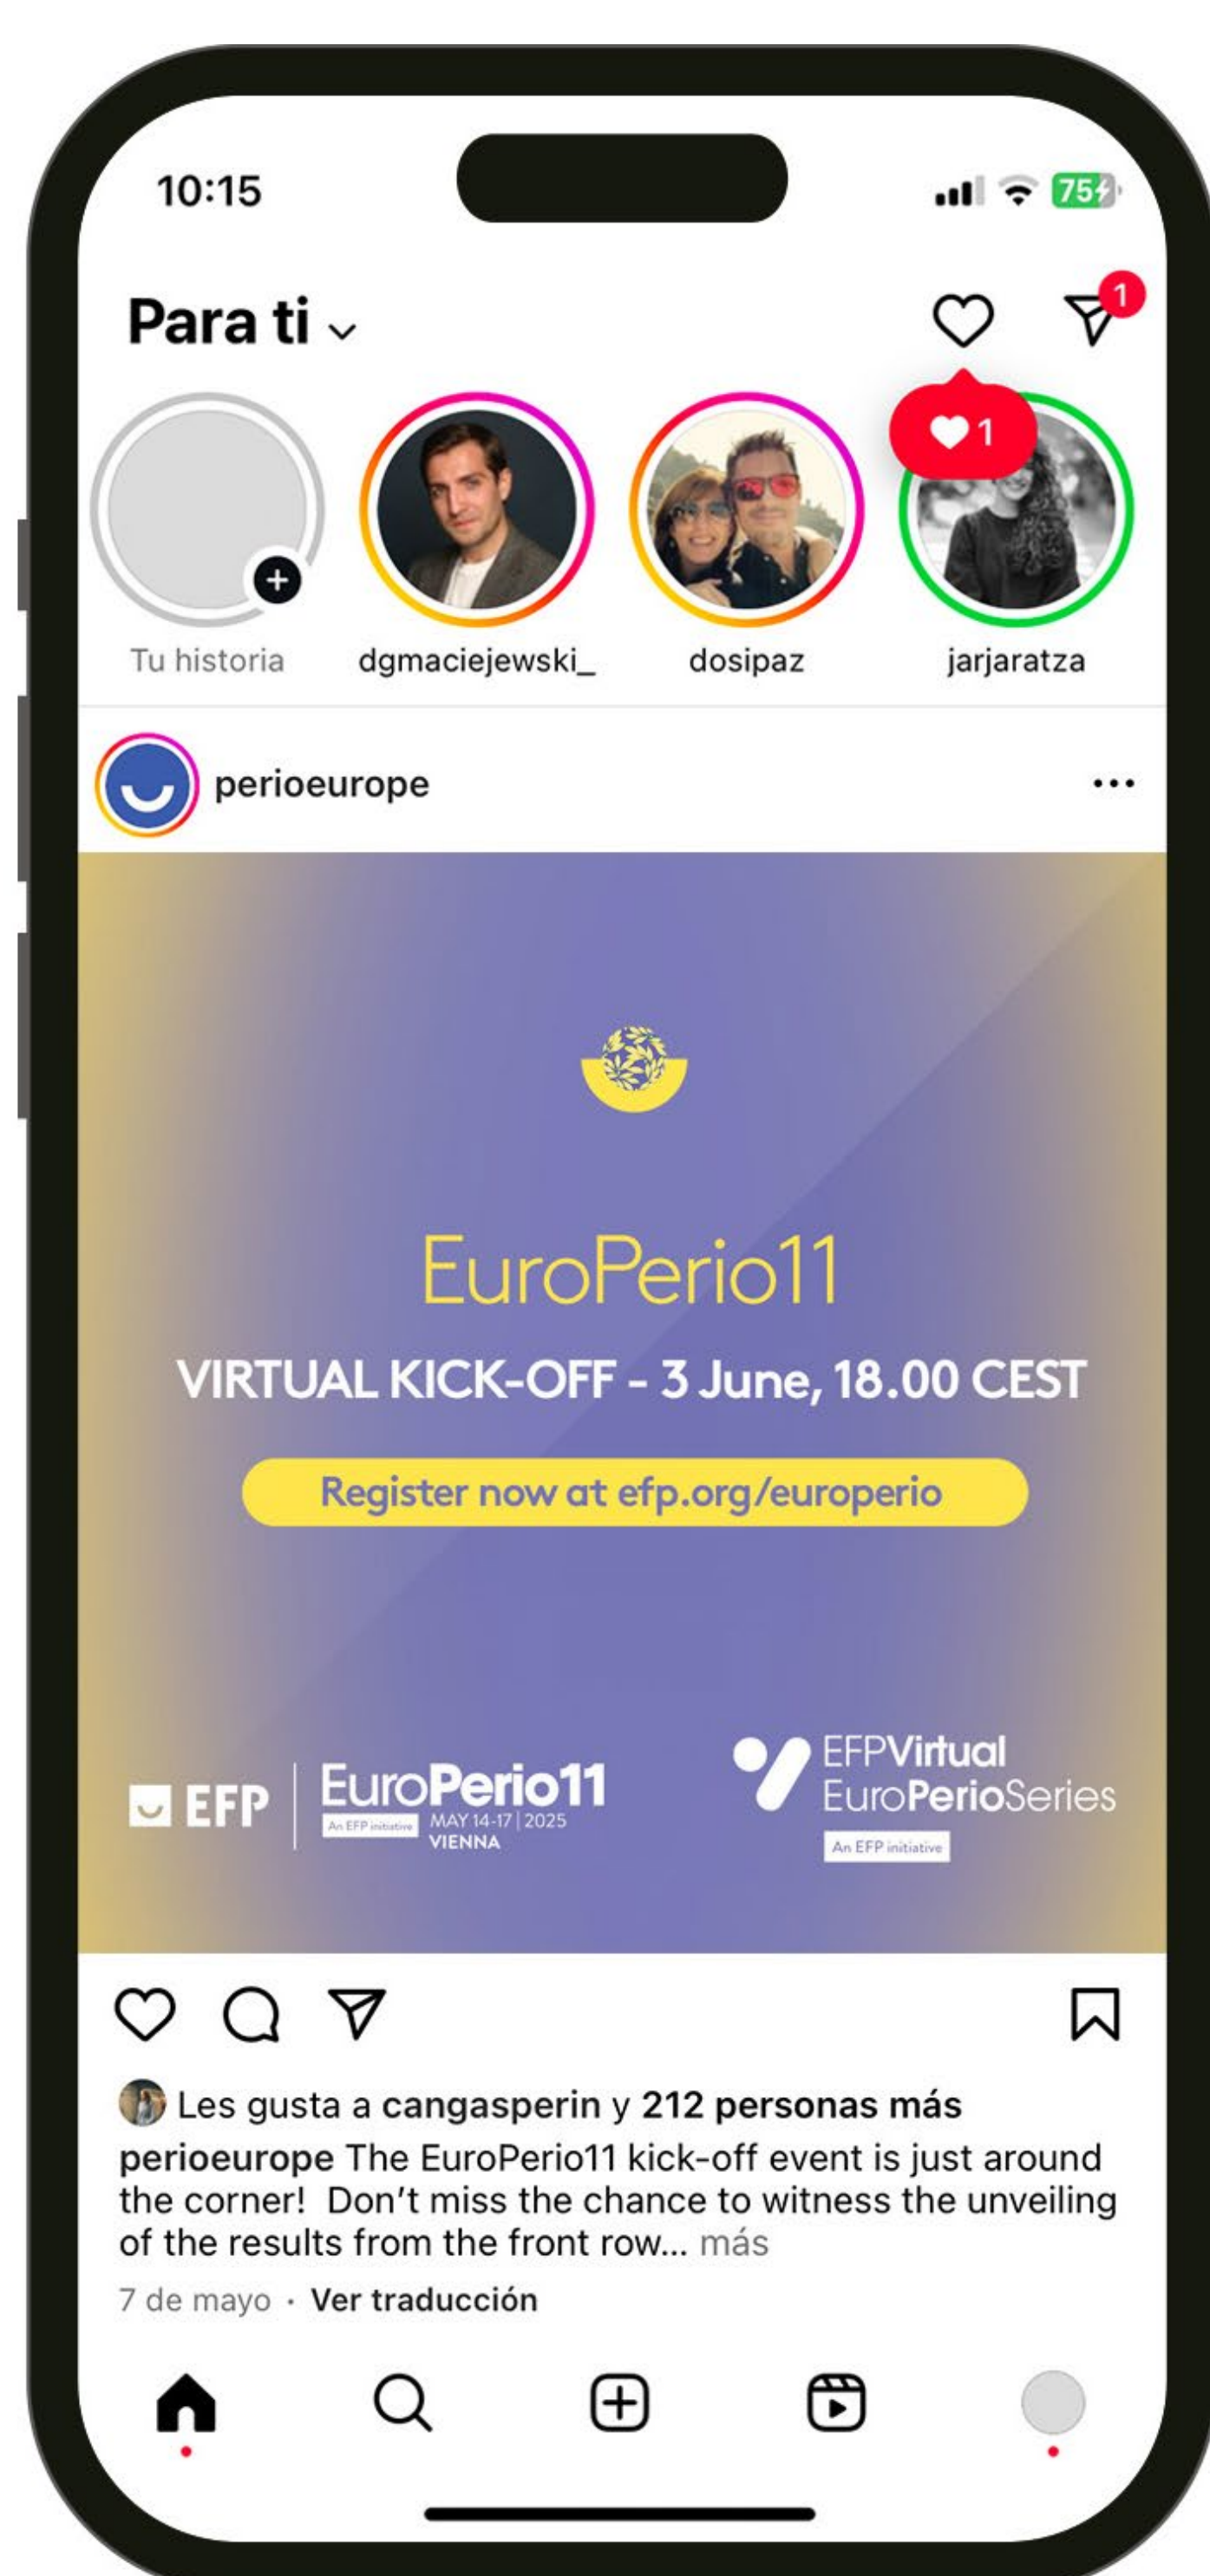 10:15
75
Para ti
1
1
Tu historia
dgmaciejewski_
dosipaz
jarjaratza
perioeurope
EuroPerio11
VIRTUAL KICK-OFF - 3 June, 18.00 CEST
Register now at efp.org/europerio
EFP
EuroPerio11
An EFP initiative
MAY 14-17 | 2025
VIENNA
EFPVirtual
EuroPerioSeries
An EFP initiative
Les gusta a cangasperin y 212 personas más
perioeurope The EuroPerio11 kick-off event is just around
the corner! Don’t miss the chance to witness the unveiling
of the results from the front row... más
7 de mayo · Ver traducción